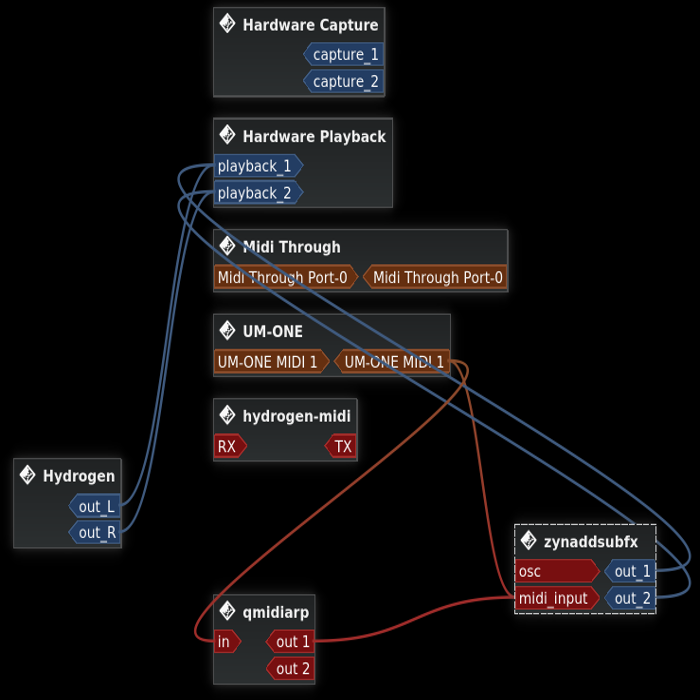 Hardware Capture
capture_1
capture_2
Hardware Playback
playback_1
playback_2
Midi Through
Midi Through Port-0 Midi Through Port-0
UM-ONE
UM-ONE MIDI 1 UM-ONE MIDI 1
hydrogen-midi
RX TX
Hydrogen
out_L
out_R
zynaddsubfx
osc out_1
midi_input out_2
qmidiarp
in out 1
out 2